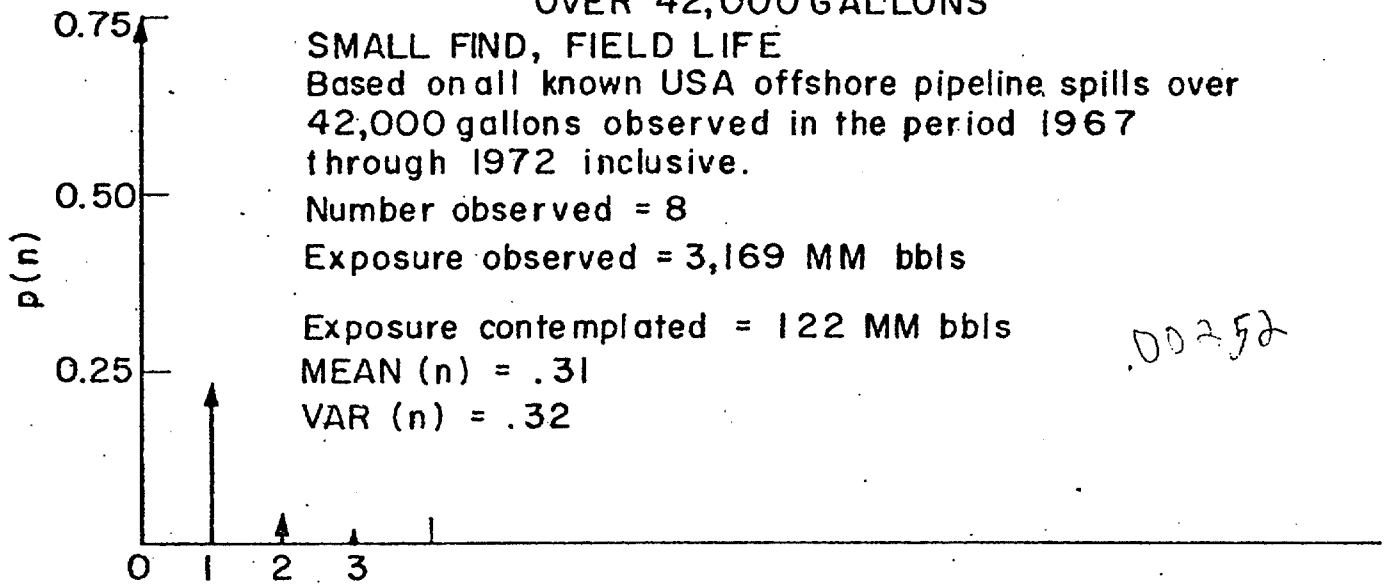 OVER 42,000 GALLONS
0.75
SMALL FIND, FIELD LIFE
Based on all known USA offshore pipeline spills over
42,000 gallons observed in the period 1967
through 1972 inclusive.
0.50
Number observed = 8
p(n)
Exposure observed = 3,169 MM bbls
Exposure contemplated = 122 MM bbls
.00252
0.25
MEAN (n) = .31
VAR (n) = .32
0 1 2 3